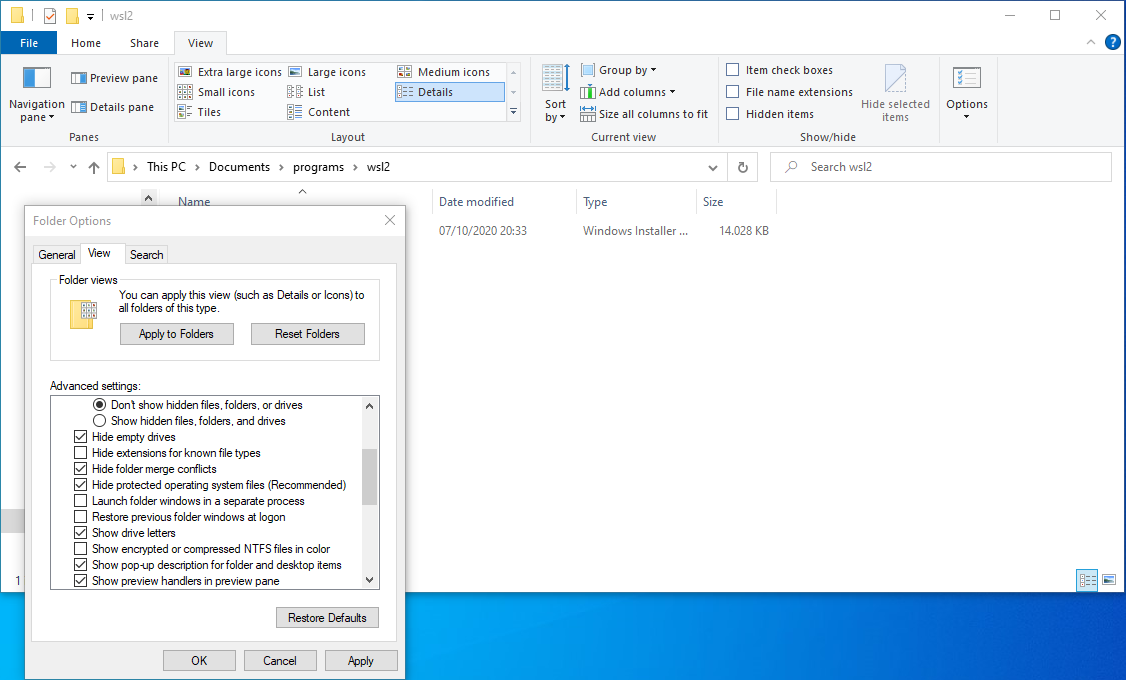 wsl2
File Home Share View
Navigation pane
Preview pane
Details pane
Panes
Extra large icons Large icons Medium icons
Small icons List Details
Tiles Content
Layout
Sort by
Group by
Add columns
Size all columns to fit
Current view
Item check boxes
File name extensions
Hidden items
Hide selected
items
Show/hide
Options
This PC > Documents > programs > wsl2
Search wsl2
Name Date modified Type Size
07/10/2020 20:33 Windows Installer ... 14.028 KB
Folder Options
General View Search
Folder views
You can apply this view (such as Details or Icons) to
all folders of this type.
Apply to Folders Reset Folders
Advanced settings:
Don't show hidden files, folders, or drives
Show hidden files, folders, and drives
Hide empty drives
Hide extensions for known file types
Hide folder merge conflicts
Hide protected operating system files (Recommended)
Launch folder windows in a separate process
Restore previous folder windows at logon
Show drive letters
Show encrypted or compressed NTFS files in color
Show pop-up description for folder and desktop items
Show preview handlers in preview pane
1
Restore Defaults
OK Cancel Apply